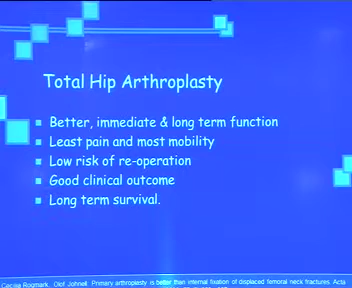 Total Hip Arthroplasty
Better, immediate & long term function
Least pain and most mobility
Low risk of re-operation
Good clinical outcome
Long term survival.
Rogmark, Olof Johnell Primary arthroplasty is better than internal fixation of displaced femoral neck fractures. Acta